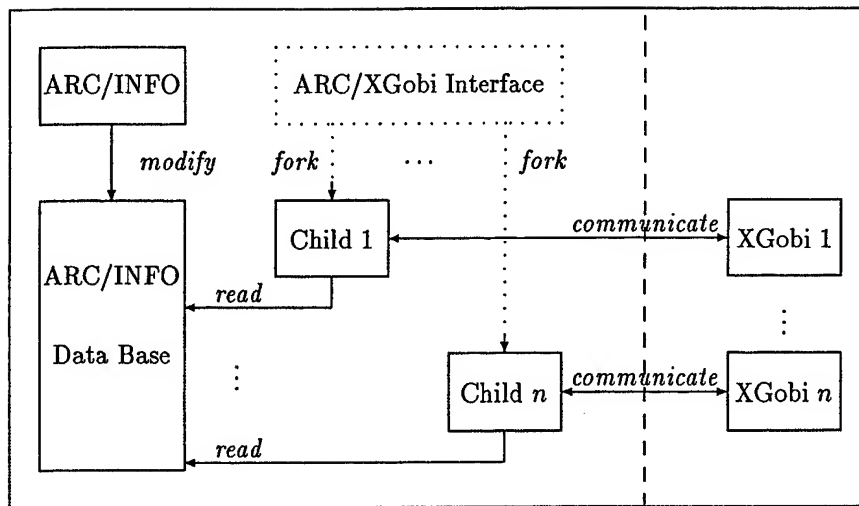 ARC/INFO
ARC/XGobi Interface
modify
fork
...
fork
ARC/INFO
Data Base
Child 1
communicate
XGobi 1
read
Child n
communicate
XGobi n
read